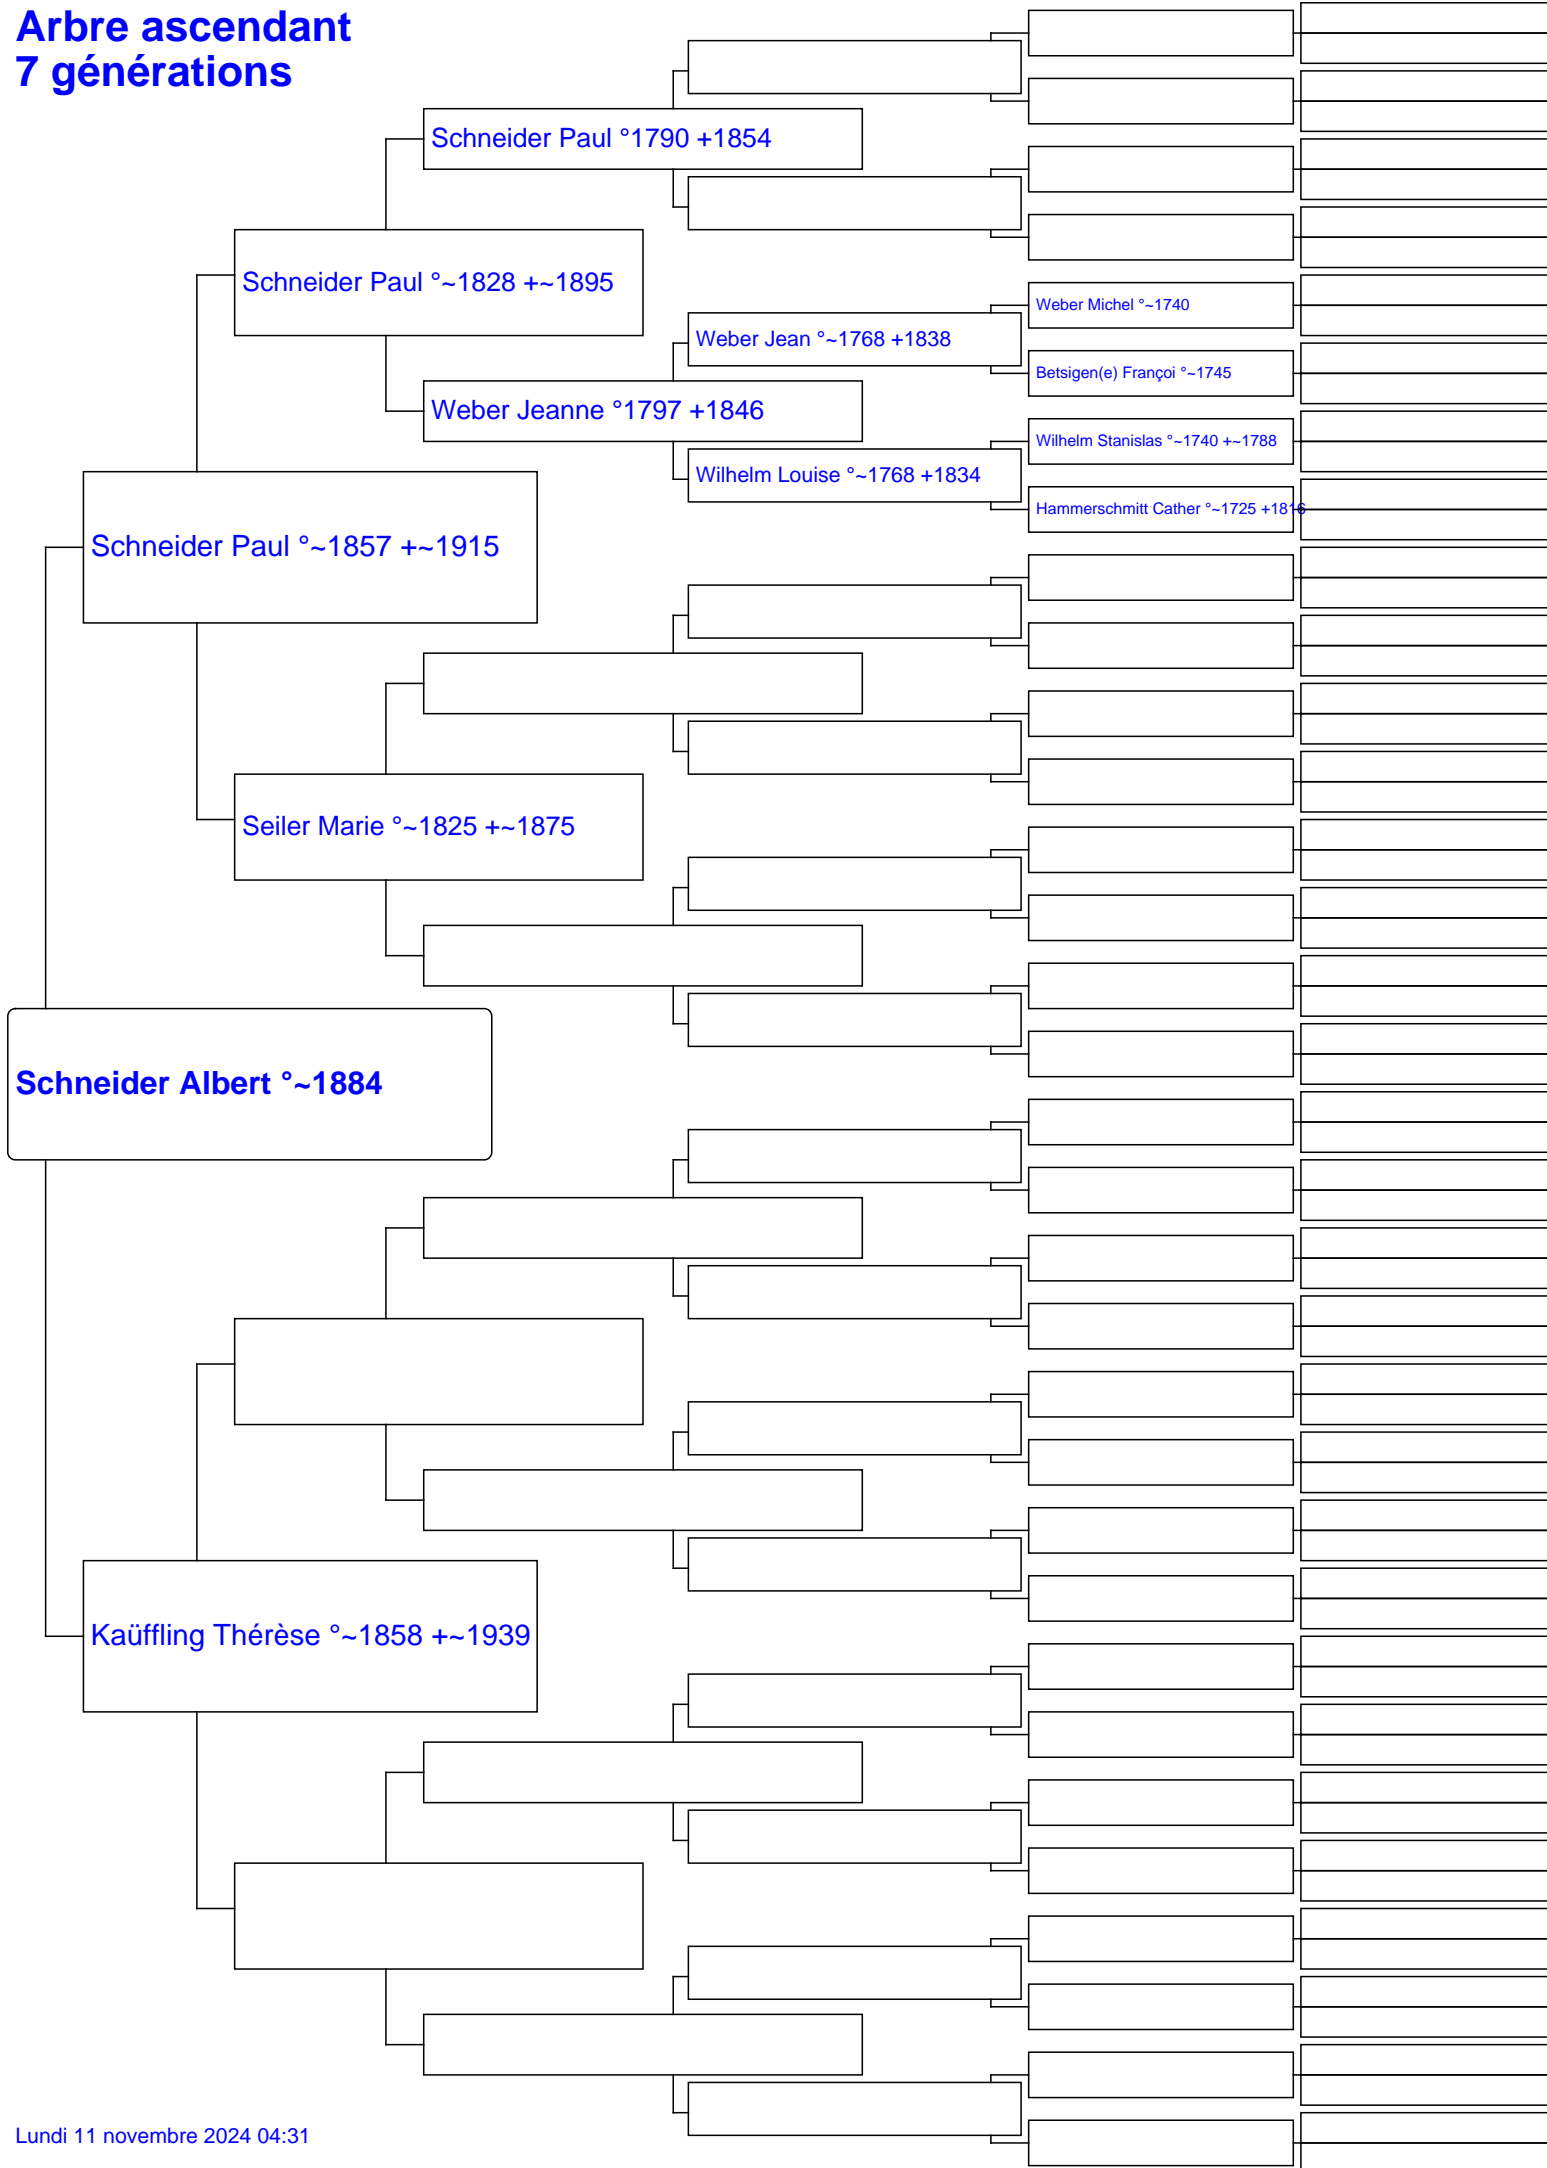 Arbre ascendant
7 générations
Schneider Paul °1790 +1854
Schneider Paul °~1828 +~1895
Weber Michel °~1740
Weber Jean °~1768 +1838
Betsigen(e) Françoi °~1745
Weber Jeanne °1797 +1846
Wilhelm Stanislas °~1740 +~1788
Wilhelm Louise °~1768 +1834
Hammerschmitt Cather °~1725 +1816
Schneider Paul °~1857 +~1915
Seiler Marie °~1825 +~1875
Schneider Albert °~1884
Kaüffling Thérèse °~1858 +~1939
Lundi 11 novembre 2024 04:31